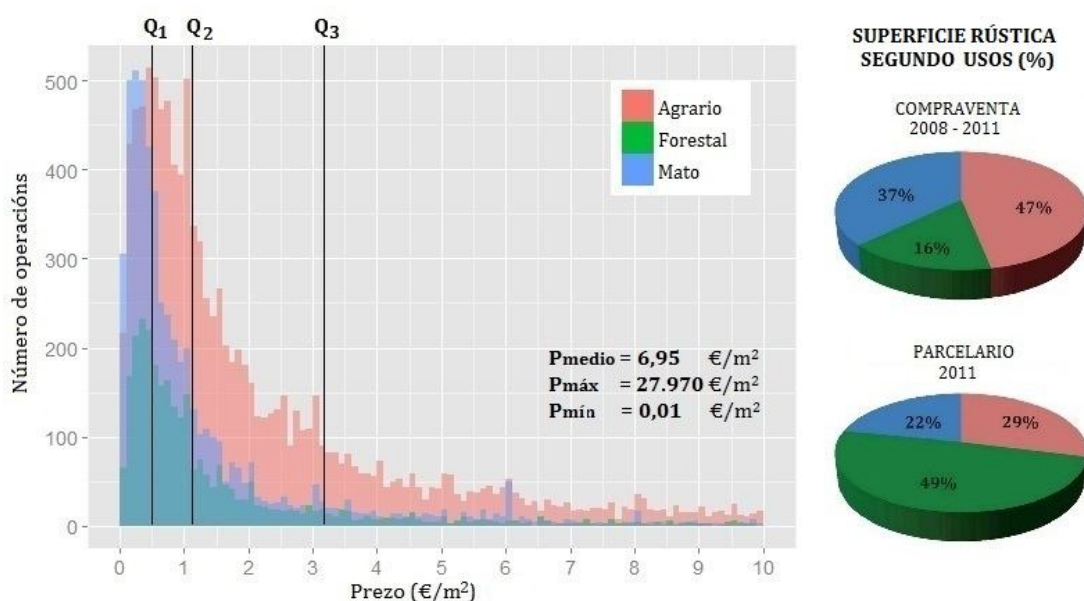 Q1 Q2 Q3
Número de operacións
500
400
300
200
100
0
Agrario
Forestal
Mato
Pmedio = 6,95 €/m²
Pmáx = 27.970 €/m²
Pmín = 0,01 €/m²
0 1 2 3 4 5 6 7 8 9 10
Prezo (€/m²)
SUPERFICIE RÚSTICA
SEGUNDO USOS (%)
COMPRAVENTA
2008 - 2011
37%
47%
16%
PARCELARIO
2011
22%
29%
49%